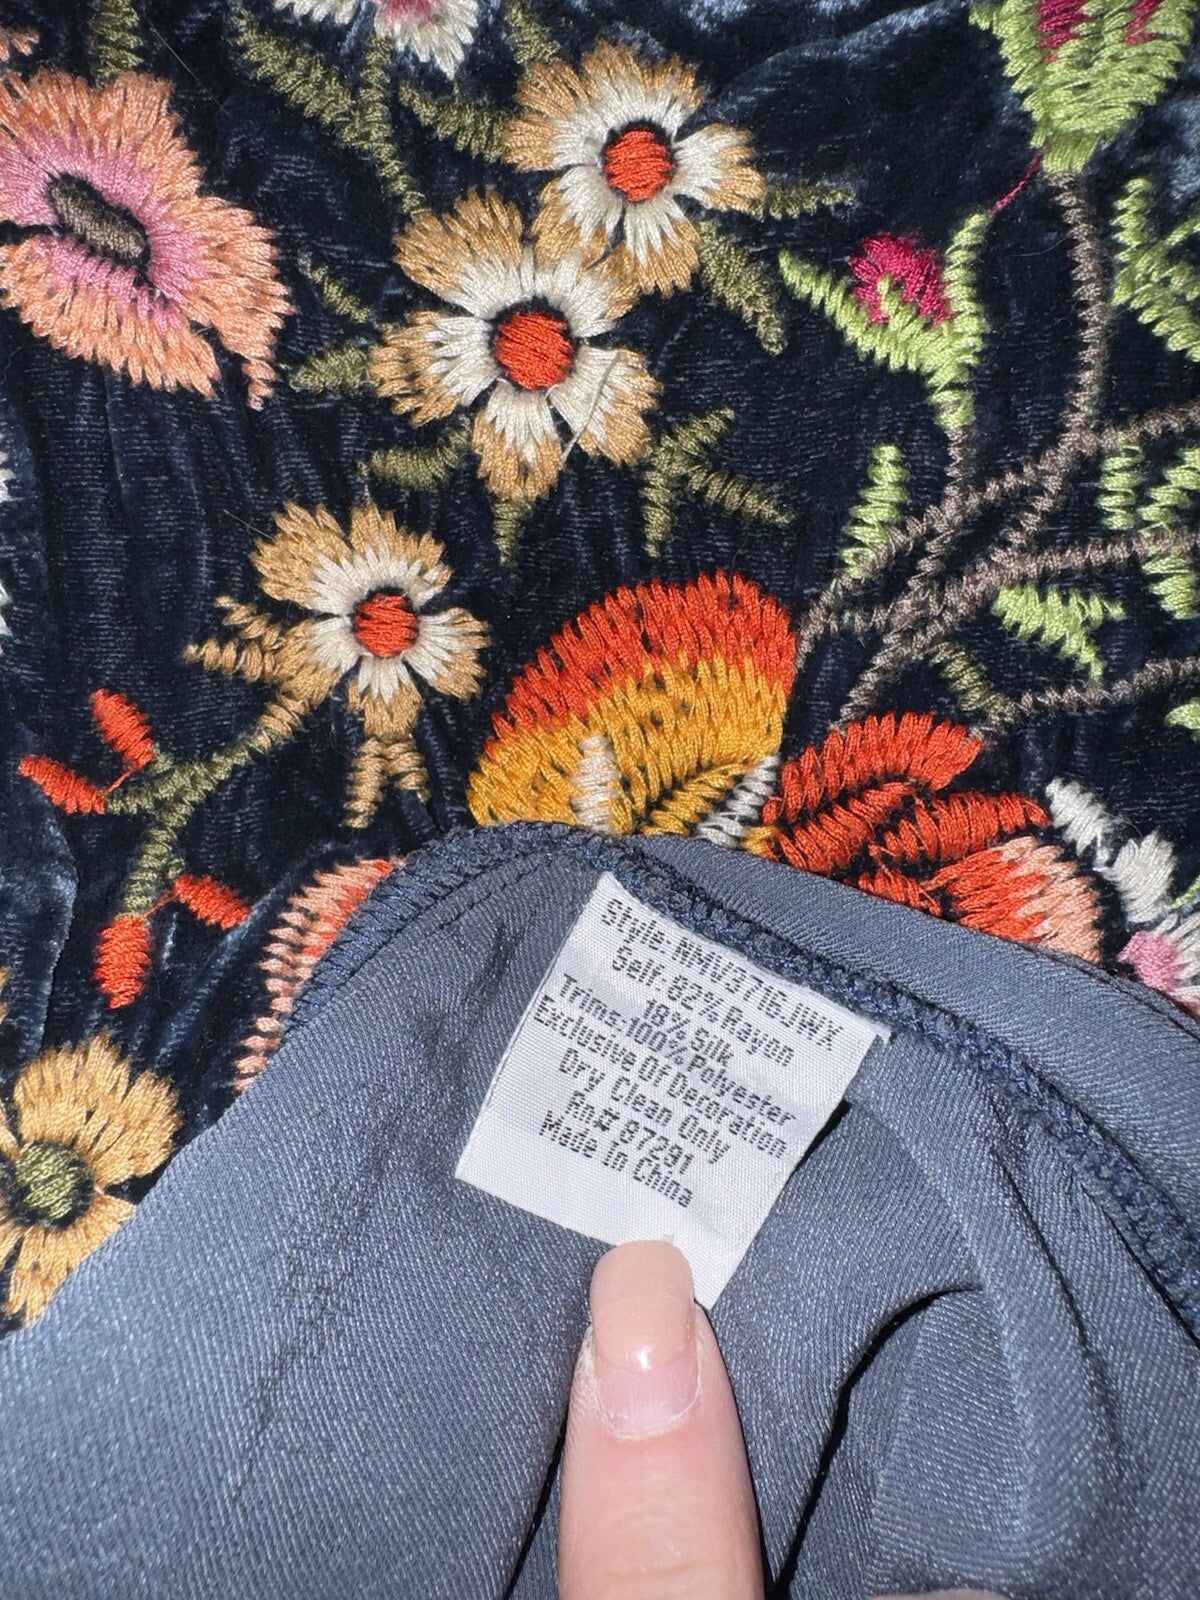 Style: NMV3716JWX
Self: 82% Rayon
18% Silk
Trims:100% Polyester
Exclusive Of Decoration
Dry Clean Only
Rn# 87291
Made In China